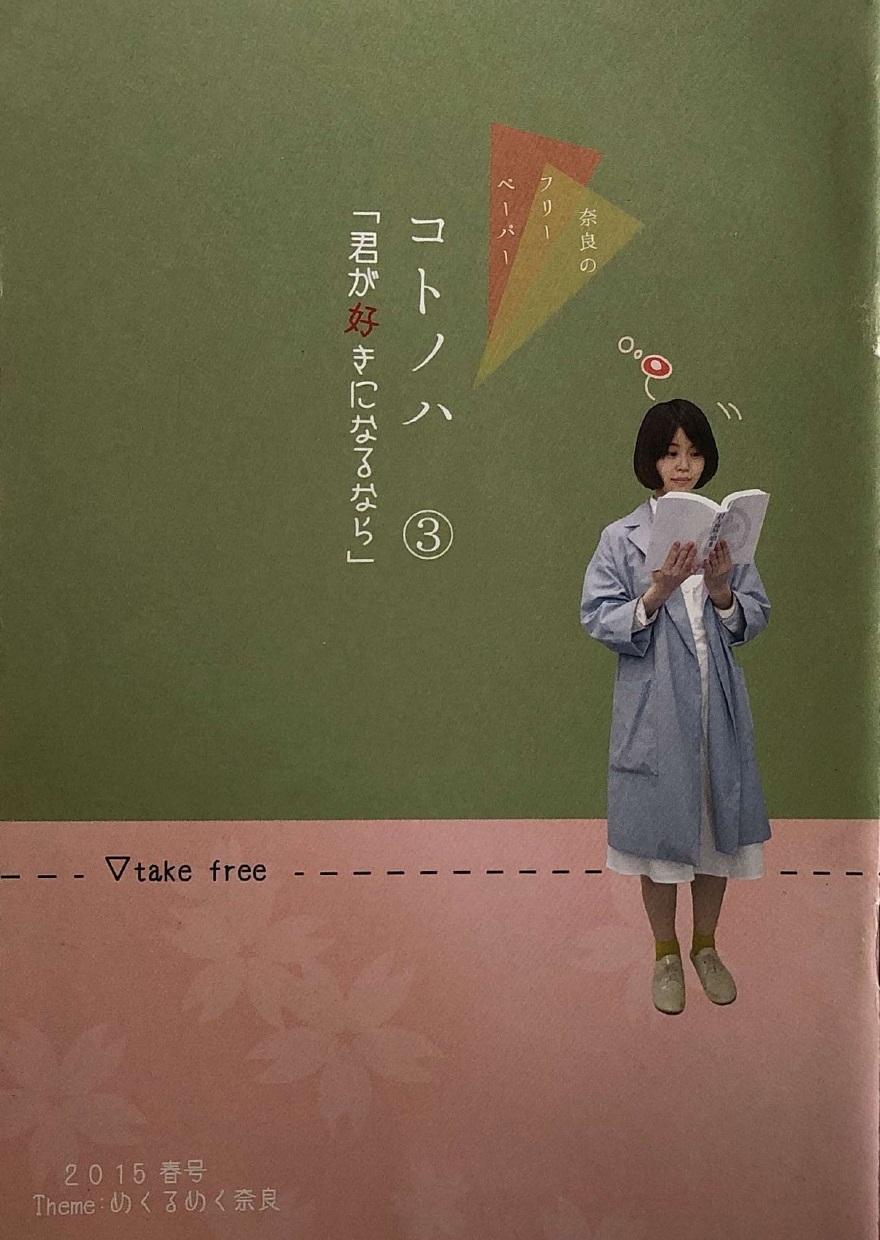 奈良の
フリー
ペーパー
コトノハ ③
「君が好きになるなら」
▽take free
2015 春号
Theme:めくるめく奈良